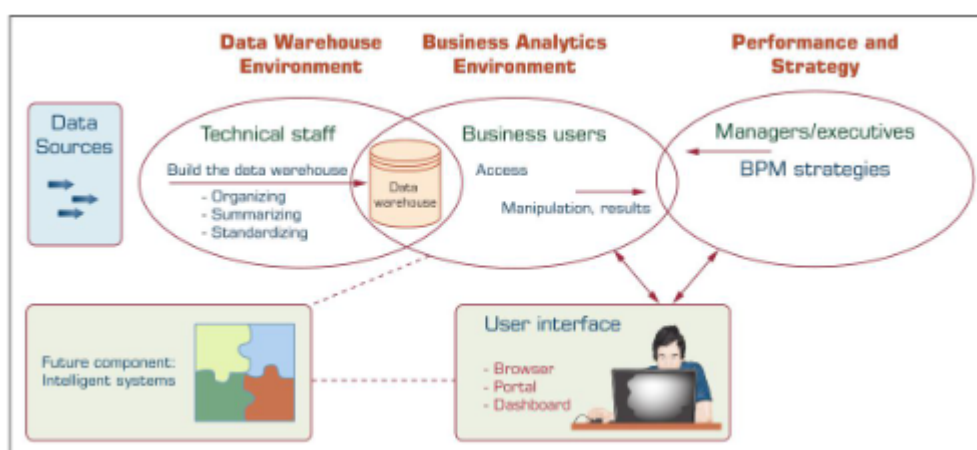 Data Warehouse
Environment
Business Analytics
Environment
Performance and
Strategy
Data
Sources
Technical staff
Build the data warehouse
- Organizing
- Summarizing
- Standardizing
Data
warehouse
Business users
Access
Manipulation, results
Managers/executives
BPM strategies
Future component:
Intelligent systems
User interface
- Browser
- Portal
- Dashboard